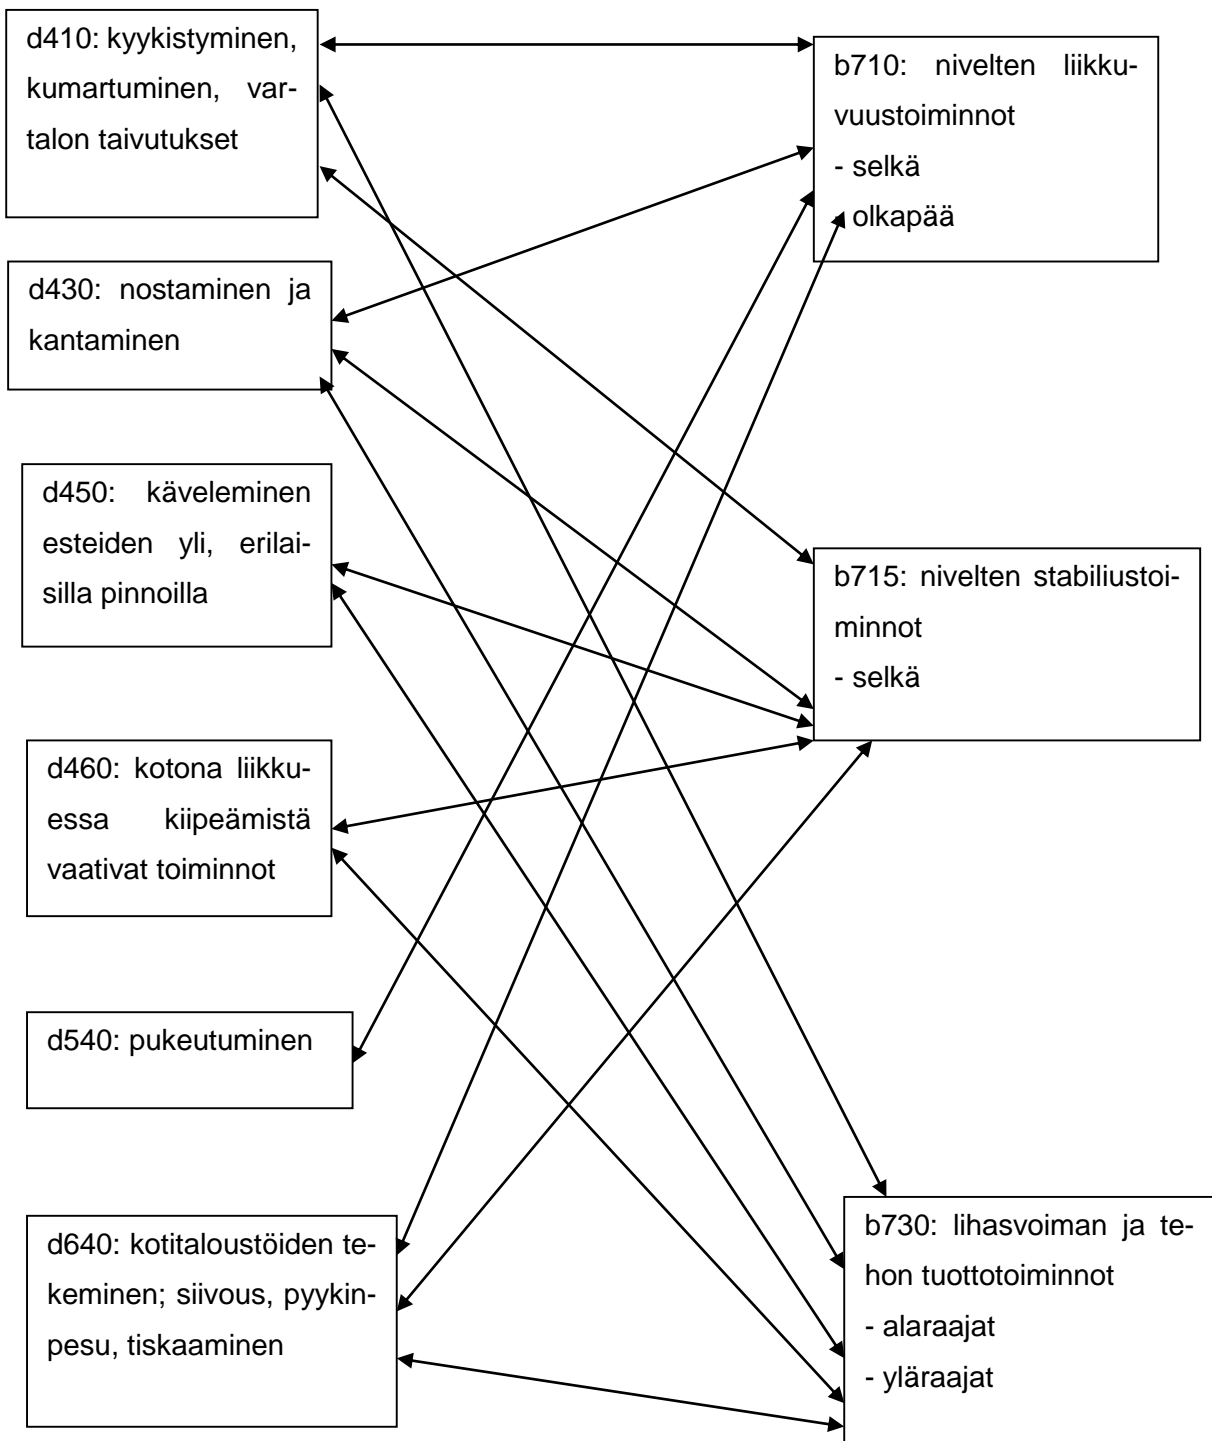 d410: kyykistyminen,
kumartuminen, var-
talon taivutukset
d430: nostaminen ja
kantaminen
d450: käveleminen
esteiden yli, erilai-
silla pinnoilla
d460: kotona liikku-
essa kiipeämistä
vaativat toiminnot
d540: pukeutuminen
d640: kotitaloustöiden te-
keminen; siivous, pyykin-
pesu, tiskaaminen
b710: nivelten liikku-
vuustoiminnot
- selkä
- olkapää
b715: nivelten stabiliustoi-
minnot
- selkä
b730: lihasvoiman ja te-
hon tuottotoiminnot
- alaraajat
- yläraajat